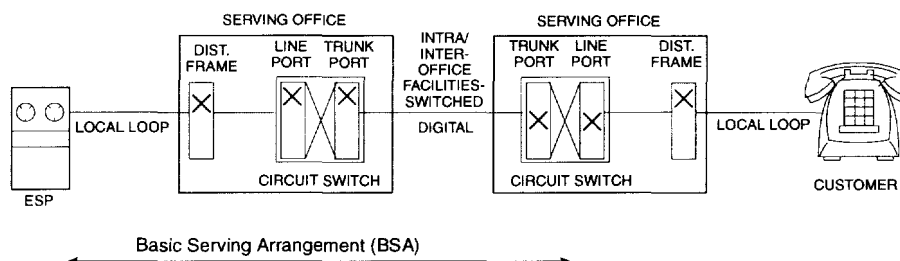 SERVING OFFICE
SERVING OFFICE
DIST.
FRAME
LINE
PORT
TRUNK
PORT
INTRA/
INTER-
OFFICE
FACILITIES-
SWITCHED
DIGITAL
TRUNK
PORT
LINE
PORT
DIST.
FRAME
LOCAL LOOP
LOCAL LOOP
CIRCUIT SWITCH
CIRCUIT SWITCH
ESP
CUSTOMER
Basic Serving Arrangement (BSA)